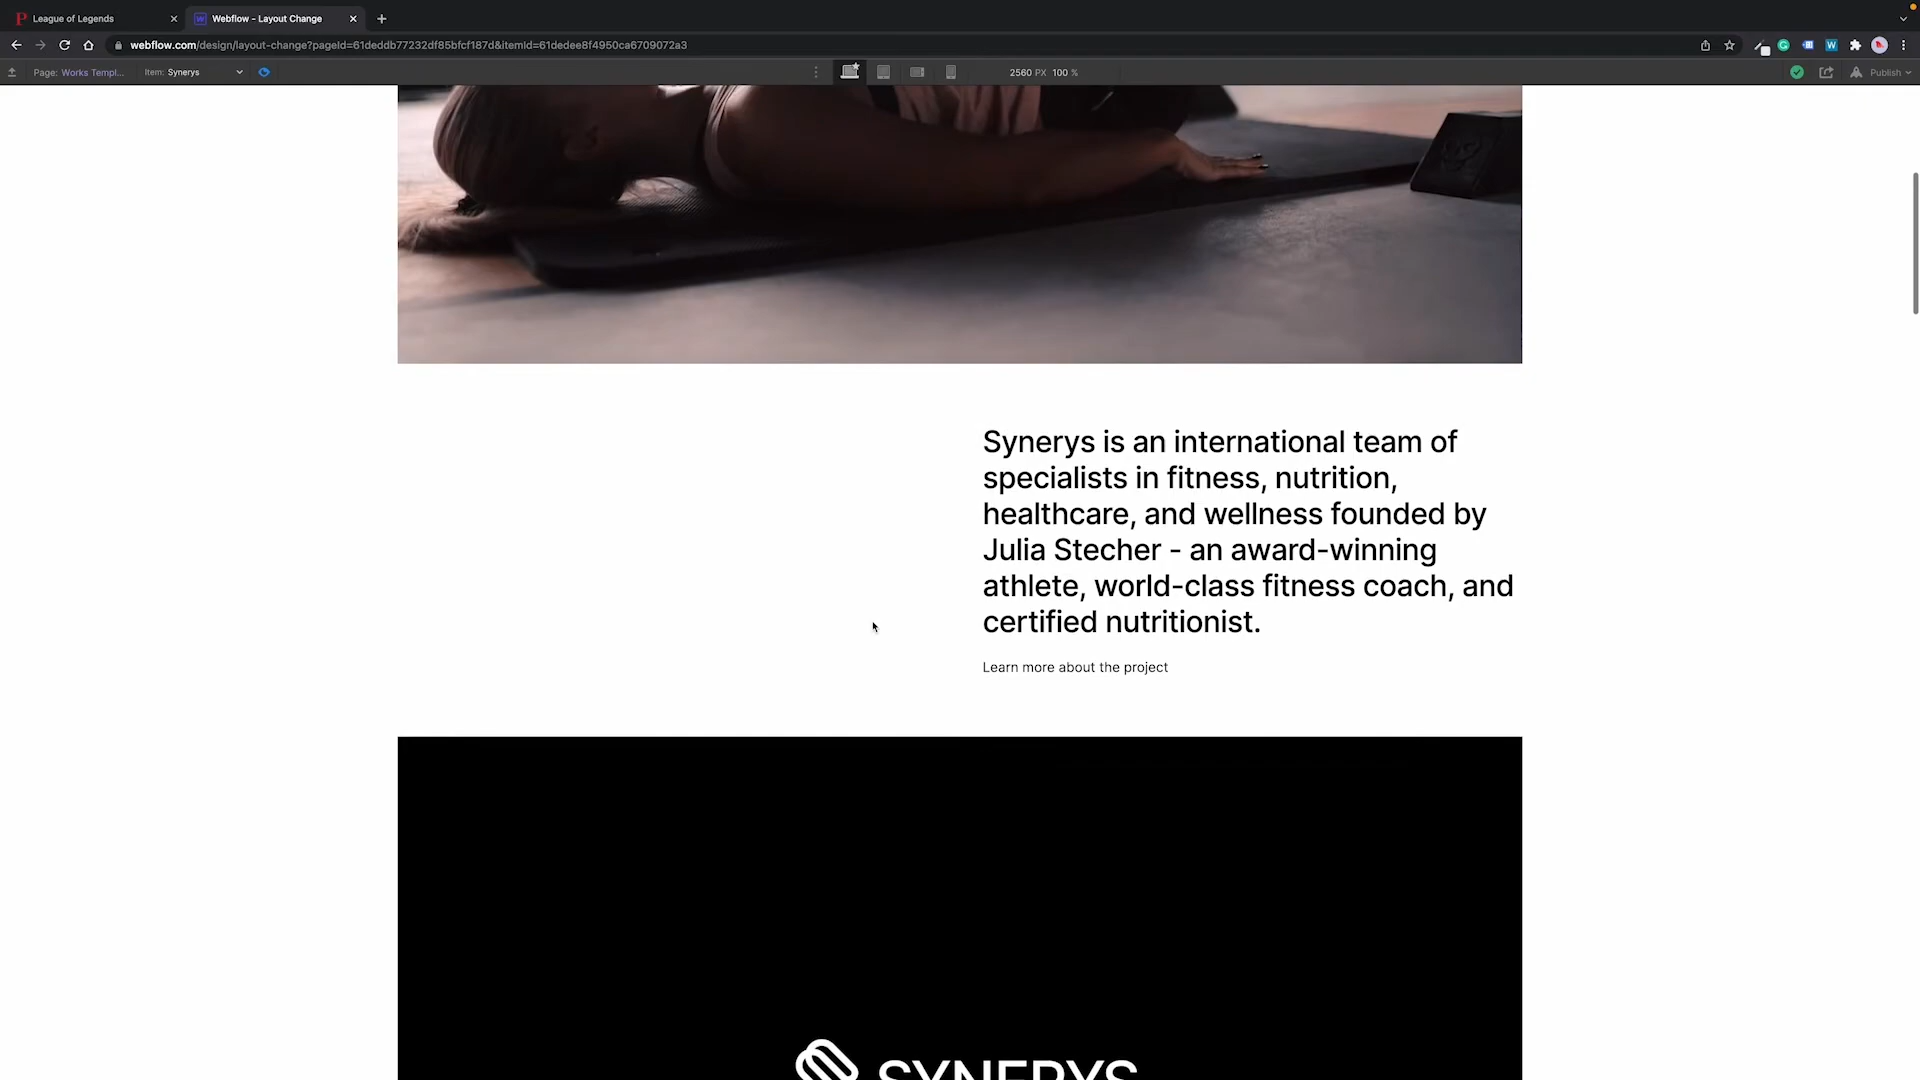 League of Legends
Webflow - Layout Change
webflow.com/design/layout-change?pageId=61deddb77232df85bfcf187d&itemId=61dedee8f4950ca6709072a3
Page: Works Templ... Item: Synerys 2560 PX 100 % Publish
Synerys is an international team of
specialists in fitness, nutrition,
healthcare, and wellness founded by
Julia Stecher - an award-winning
athlete, world-class fitness coach, and
certified nutritionist.
Learn more about the project
SYNERYS